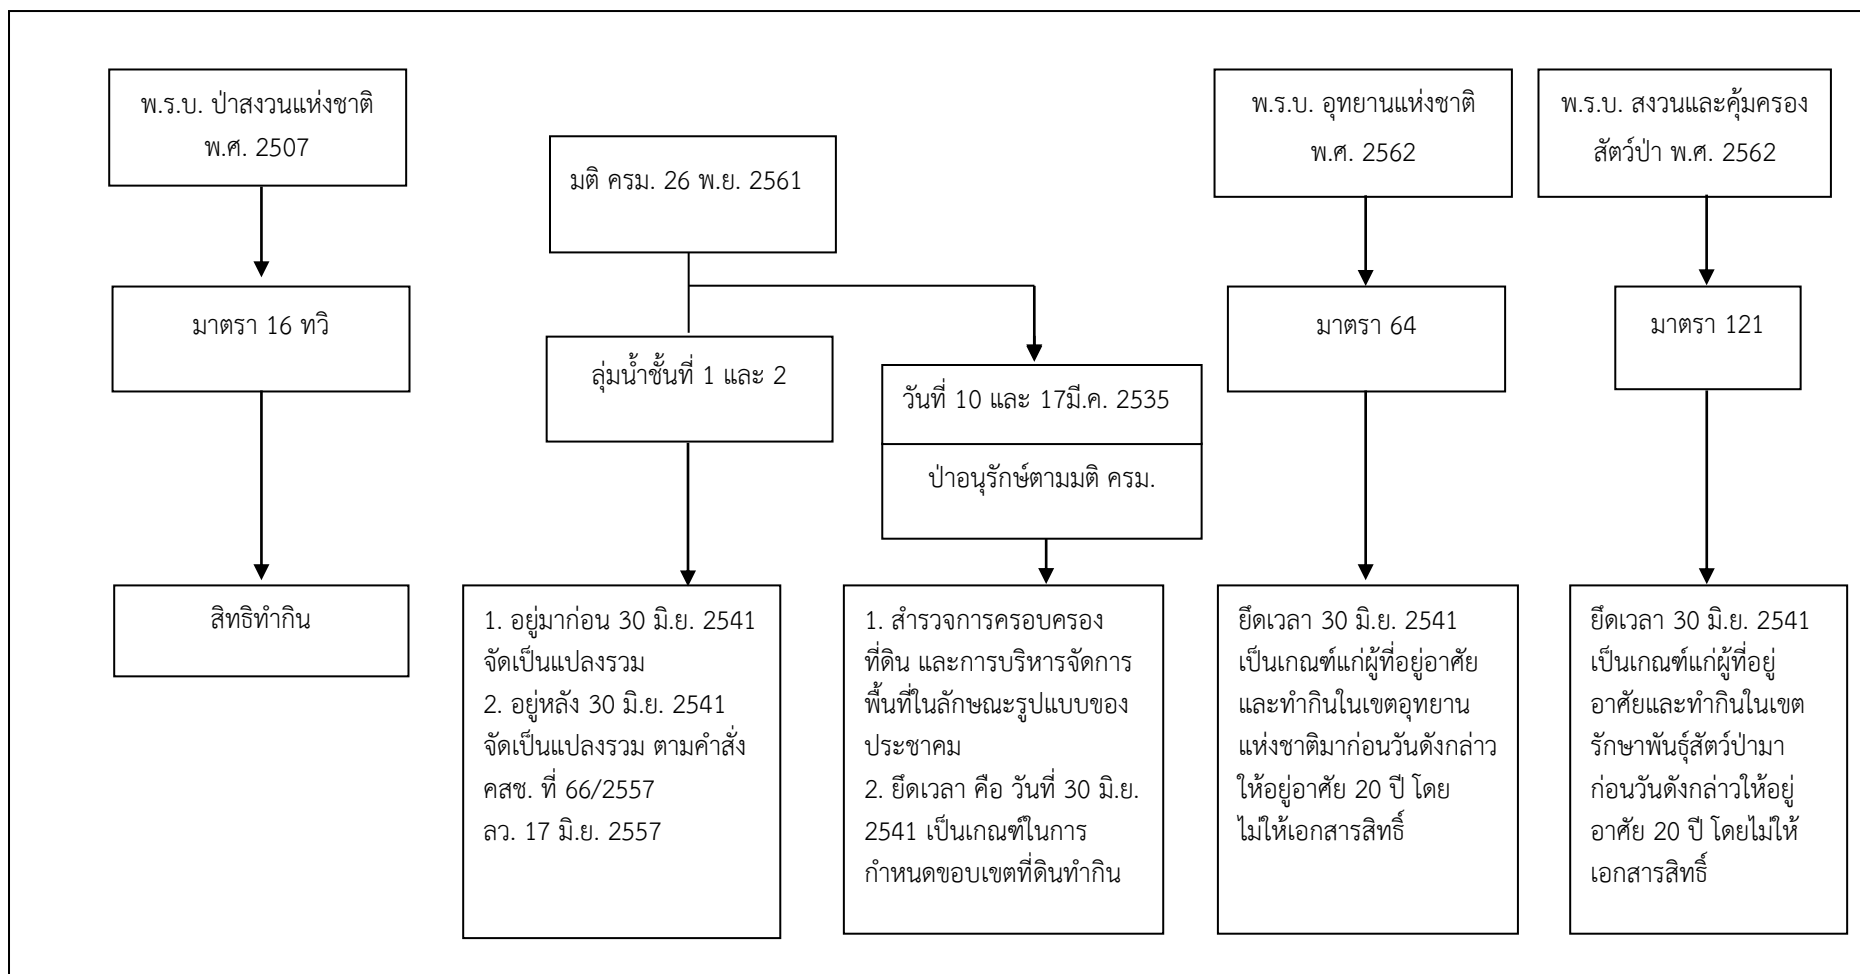 พ.ร.บ. ป่าสงวนแห่งชาติ
พ.ศ. 2507
มาตรา 16 ทวิ
สิทธิทำกิน
มติ ครม. 26 พ.ย. 2561
ลุ่มน้ำชั้นที่ 1 และ 2
1. อยู่มาก่อน 30 มิ.ย. 2541
จัดเป็นแปลงรวม
2. อยู่หลัง 30 มิ.ย. 2541
จัดเป็นแปลงรวม ตามคำสั่ง
คสช. ที่ 66/2557
ลว. 17 มิ.ย. 2557
วันที่ 10 และ 17มี.ค. 2535
ป่าอนุรักษ์ตามมติ ครม.
1. สำรวจการครอบครอง
ที่ดิน และการบริหารจัดการ
พื้นที่ในลักษณะรูปแบบของ
ประชาคม
2. ยึดเวลา คือ วันที่ 30 มิ.ย.
2541 เป็นเกณฑ์ในการ
กำหนดขอบเขตที่ดินทำกิน
พ.ร.บ. อุทยานแห่งชาติ
พ.ศ. 2562
มาตรา 64
ยึดเวลา 30 มิ.ย. 2541
เป็นเกณฑ์แก่ผู้ที่อยู่อาศัย
และทำกินในเขตอุทยาน
แห่งชาติมาก่อนวันดังกล่าว
ให้อยู่อาศัย 20 ปี โดย
ไม่ให้เอกสารสิทธิ์
พ.ร.บ. สงวนและคุ้มครอง
สัตว์ป่า พ.ศ. 2562
มาตรา 121
ยึดเวลา 30 มิ.ย. 2541
เป็นเกณฑ์แก่ผู้ที่อยู่
อาศัยและทำกินในเขต
รักษาพันธุ์สัตว์ป่ามา
ก่อนวันดังกล่าวให้อยู่
อาศัย 20 ปี โดยไม่ให้
เอกสารสิทธิ์